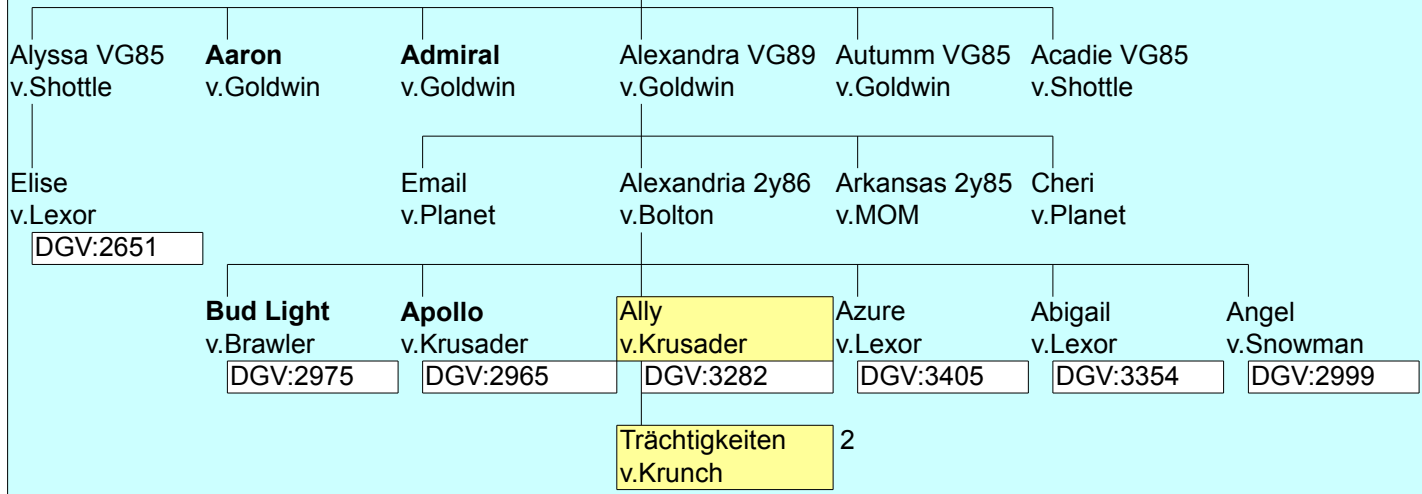 Alyssa VG85 Aaron Admiral Alexandra VG89 Autumm VG85 Acadie VG85
v.Shottle v.Goldwin v.Goldwin v.Goldwin v.Goldwin v.Shottle
Elise Email Alexandria 2y86 Arkansas 2y85 Cheri
v.Lexor v.Planet v.Bolton v.MOM v.Planet
DGV:2651
Bud Light Apollo Ally Azure Abigail Angel
v.Brawler v.Krusader v.Krusader v.Lexor v.Lexor v.Snowman
DGV:2975 DGV:2965 DGV:3282 DGV:3405 DGV:3354 DGV:2999
Trächtigkeiten 2
v.Krunch